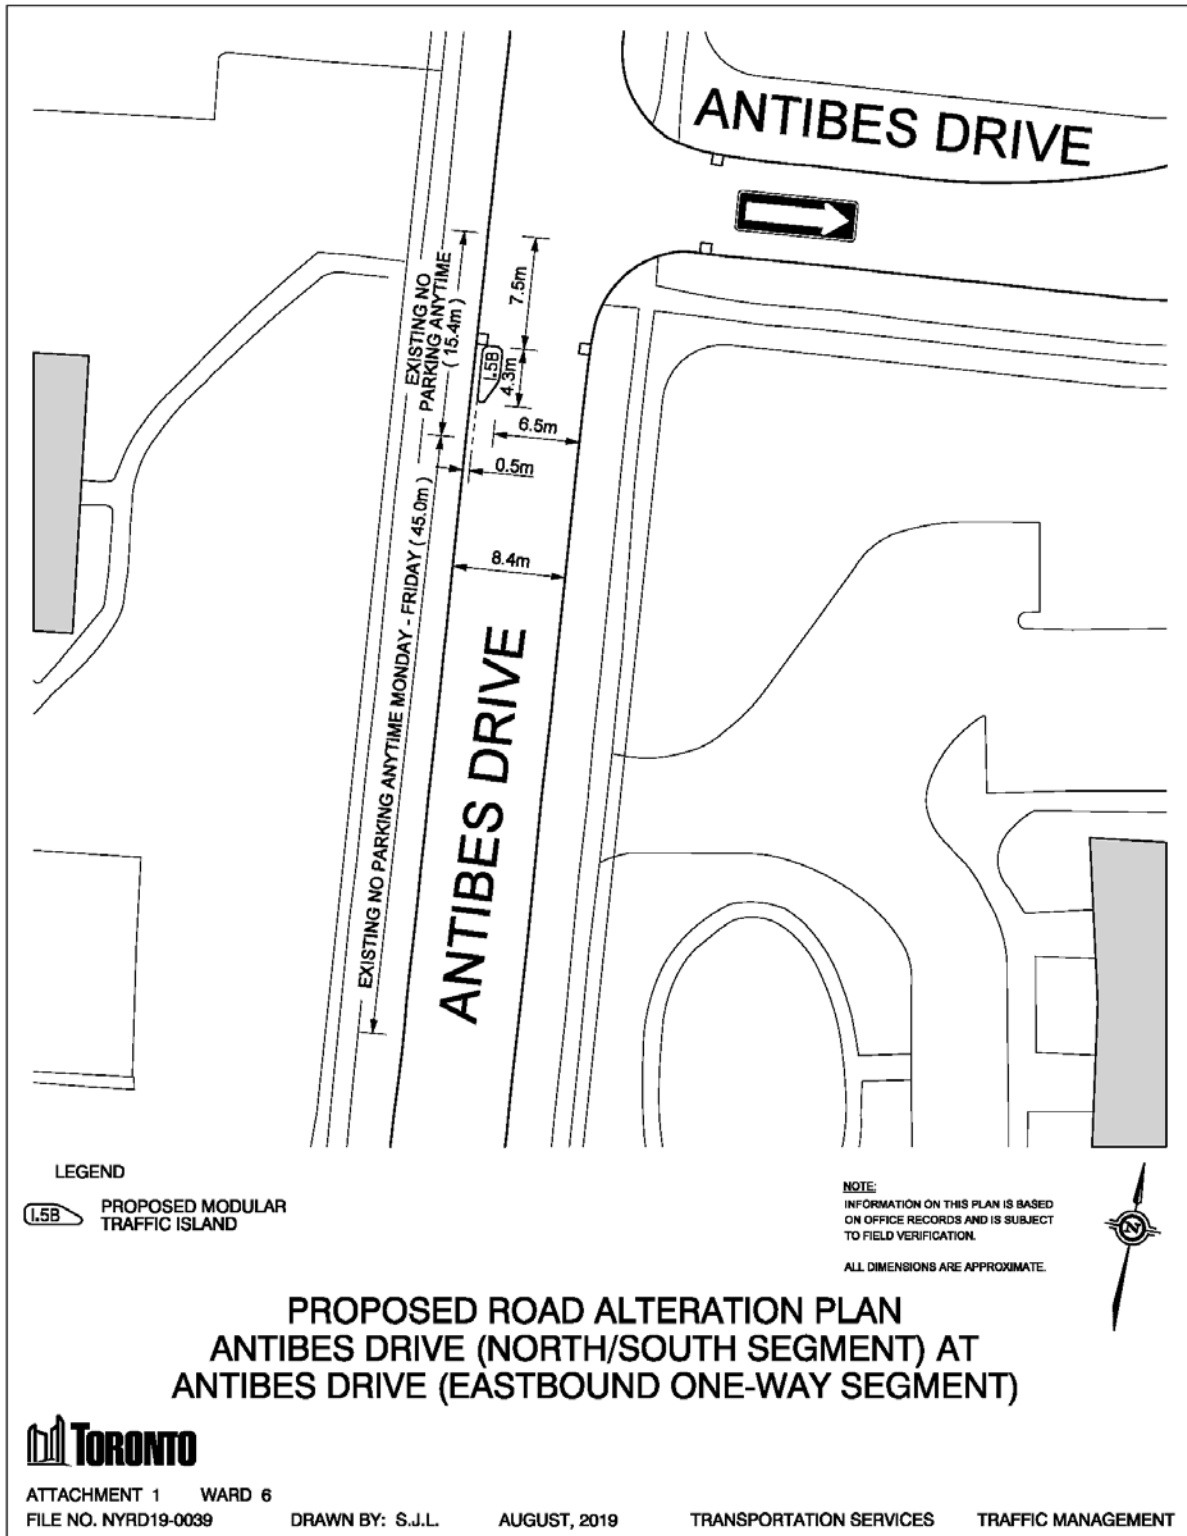 ANTIBES DRIVE
EXISTING NO
PARKING ANYTIME
( 15.4m )
7.5m
1.5B
4.3m
6.5m
0.5m
8.4m
EXISTING NO PARKING ANYTIME MONDAY - FRIDAY ( 45.0m )
ANTIBES DRIVE
LEGEND
1.5B
PROPOSED MODULAR
TRAFFIC ISLAND
NOTE:
INFORMATION ON THIS PLAN IS BASED
ON OFFICE RECORDS AND IS SUBJECT
TO FIELD VERIFICATION.
ALL DIMENSIONS ARE APPROXIMATE.
N
PROPOSED ROAD ALTERATION PLAN
ANTIBES DRIVE (NORTH/SOUTH SEGMENT) AT
ANTIBES DRIVE (EASTBOUND ONE-WAY SEGMENT)
TORONTO
ATTACHMENT 1 WARD 6
FILE NO. NYRD19-0039 DRAWN BY: S.J.L. AUGUST, 2019 TRANSPORTATION SERVICES TRAFFIC MANAGEMENT